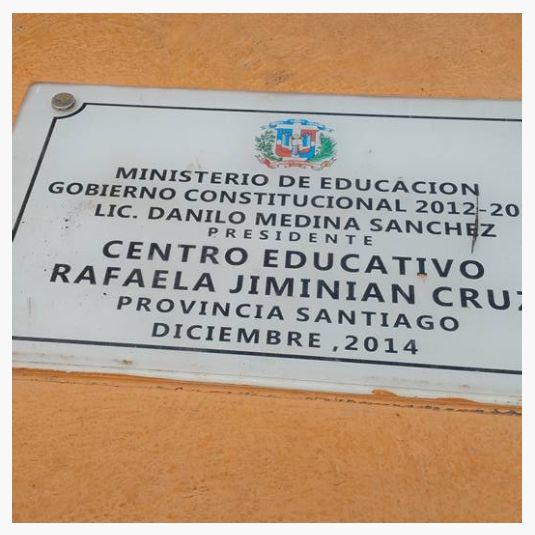 MINISTERIO DE EDUCACION
GOBIERNO CONSTITUCIONAL 2012-20
LIC. DANILO MEDINA SANCHEZ
PRESIDENTE
CENTRO EDUCATIVO
RAFAELA JIMINIAN CRUZ
PROVINCIA SANTIAGO
DICIEMBRE ,2014